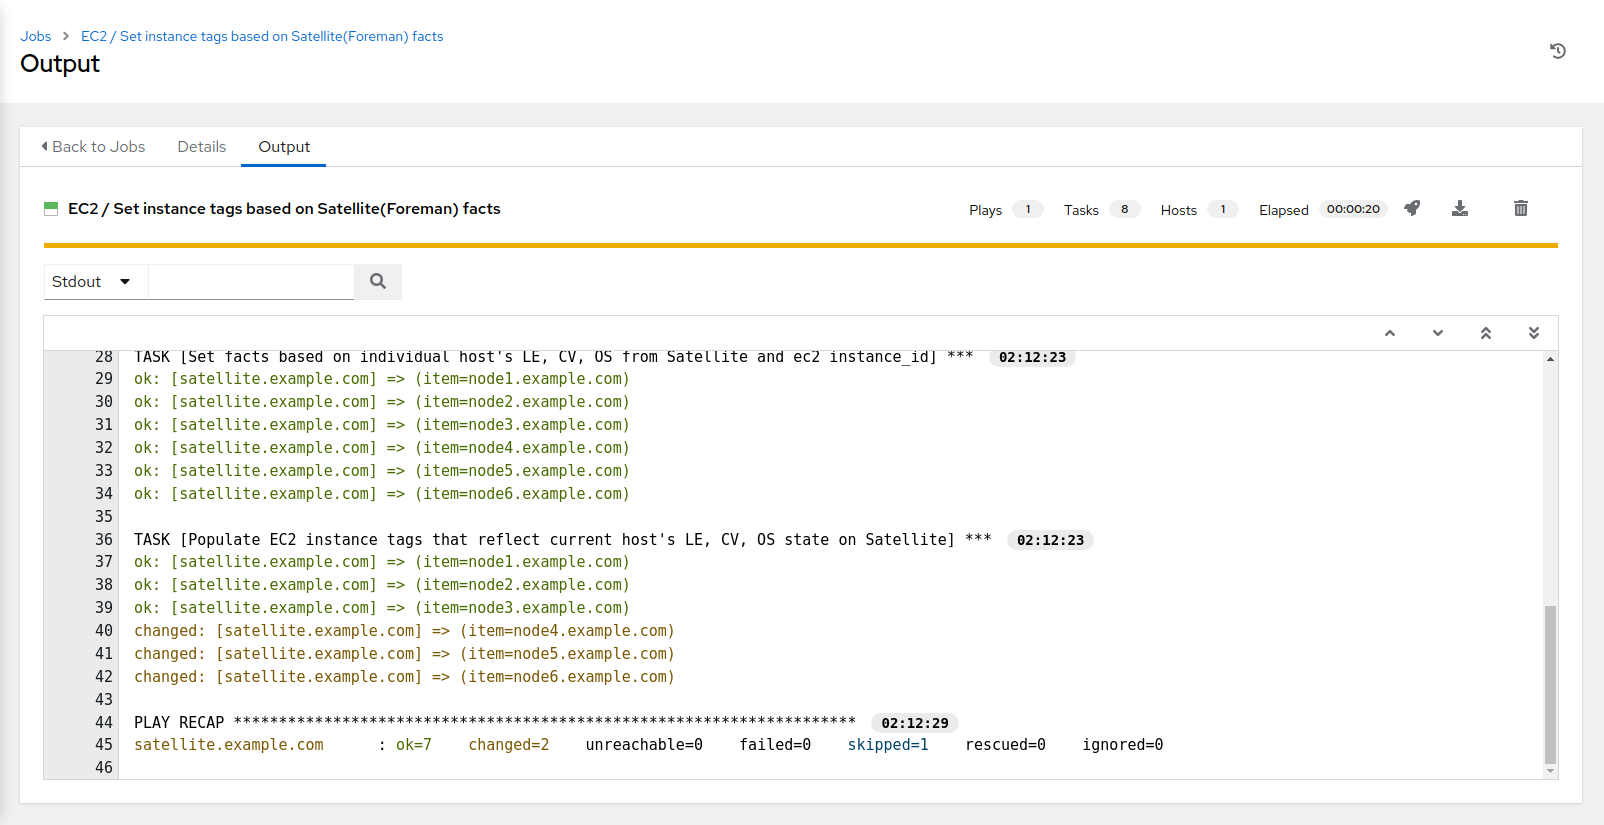 Jobs > EC2 / Set instance tags based on Satellite(Foreman) facts
Output
Back to Jobs Details Output
EC2 / Set instance tags based on Satellite(Foreman) facts Plays 1 Tasks 8 Hosts 1 Elapsed 00:00:20
Stdout
28 TASK [Set facts based on individual host's LE, CV, OS from Satellite and ec2 instance_id] *** 02:12:23
29 ok: [satellite.example.com] => (item=node1.example.com)
30 ok: [satellite.example.com] => (item=node2.example.com)
31 ok: [satellite.example.com] => (item=node3.example.com)
32 ok: [satellite.example.com] => (item=node4.example.com)
33 ok: [satellite.example.com] => (item=node5.example.com)
34 ok: [satellite.example.com] => (item=node6.example.com)
35
36 TASK [Populate EC2 instance tags that reflect current host's LE, CV, OS state on Satellite] *** 02:12:23
37 ok: [satellite.example.com] => (item=node1.example.com)
38 ok: [satellite.example.com] => (item=node2.example.com)
39 ok: [satellite.example.com] => (item=node3.example.com)
40 changed: [satellite.example.com] => (item=node4.example.com)
41 changed: [satellite.example.com] => (item=node5.example.com)
42 changed: [satellite.example.com] => (item=node6.example.com)
43
44 PLAY RECAP ********************************************************************* 02:12:29
45 satellite.example.com : ok=7 changed=2 unreachable=0 failed=0 skipped=1 rescued=0 ignored=0
46